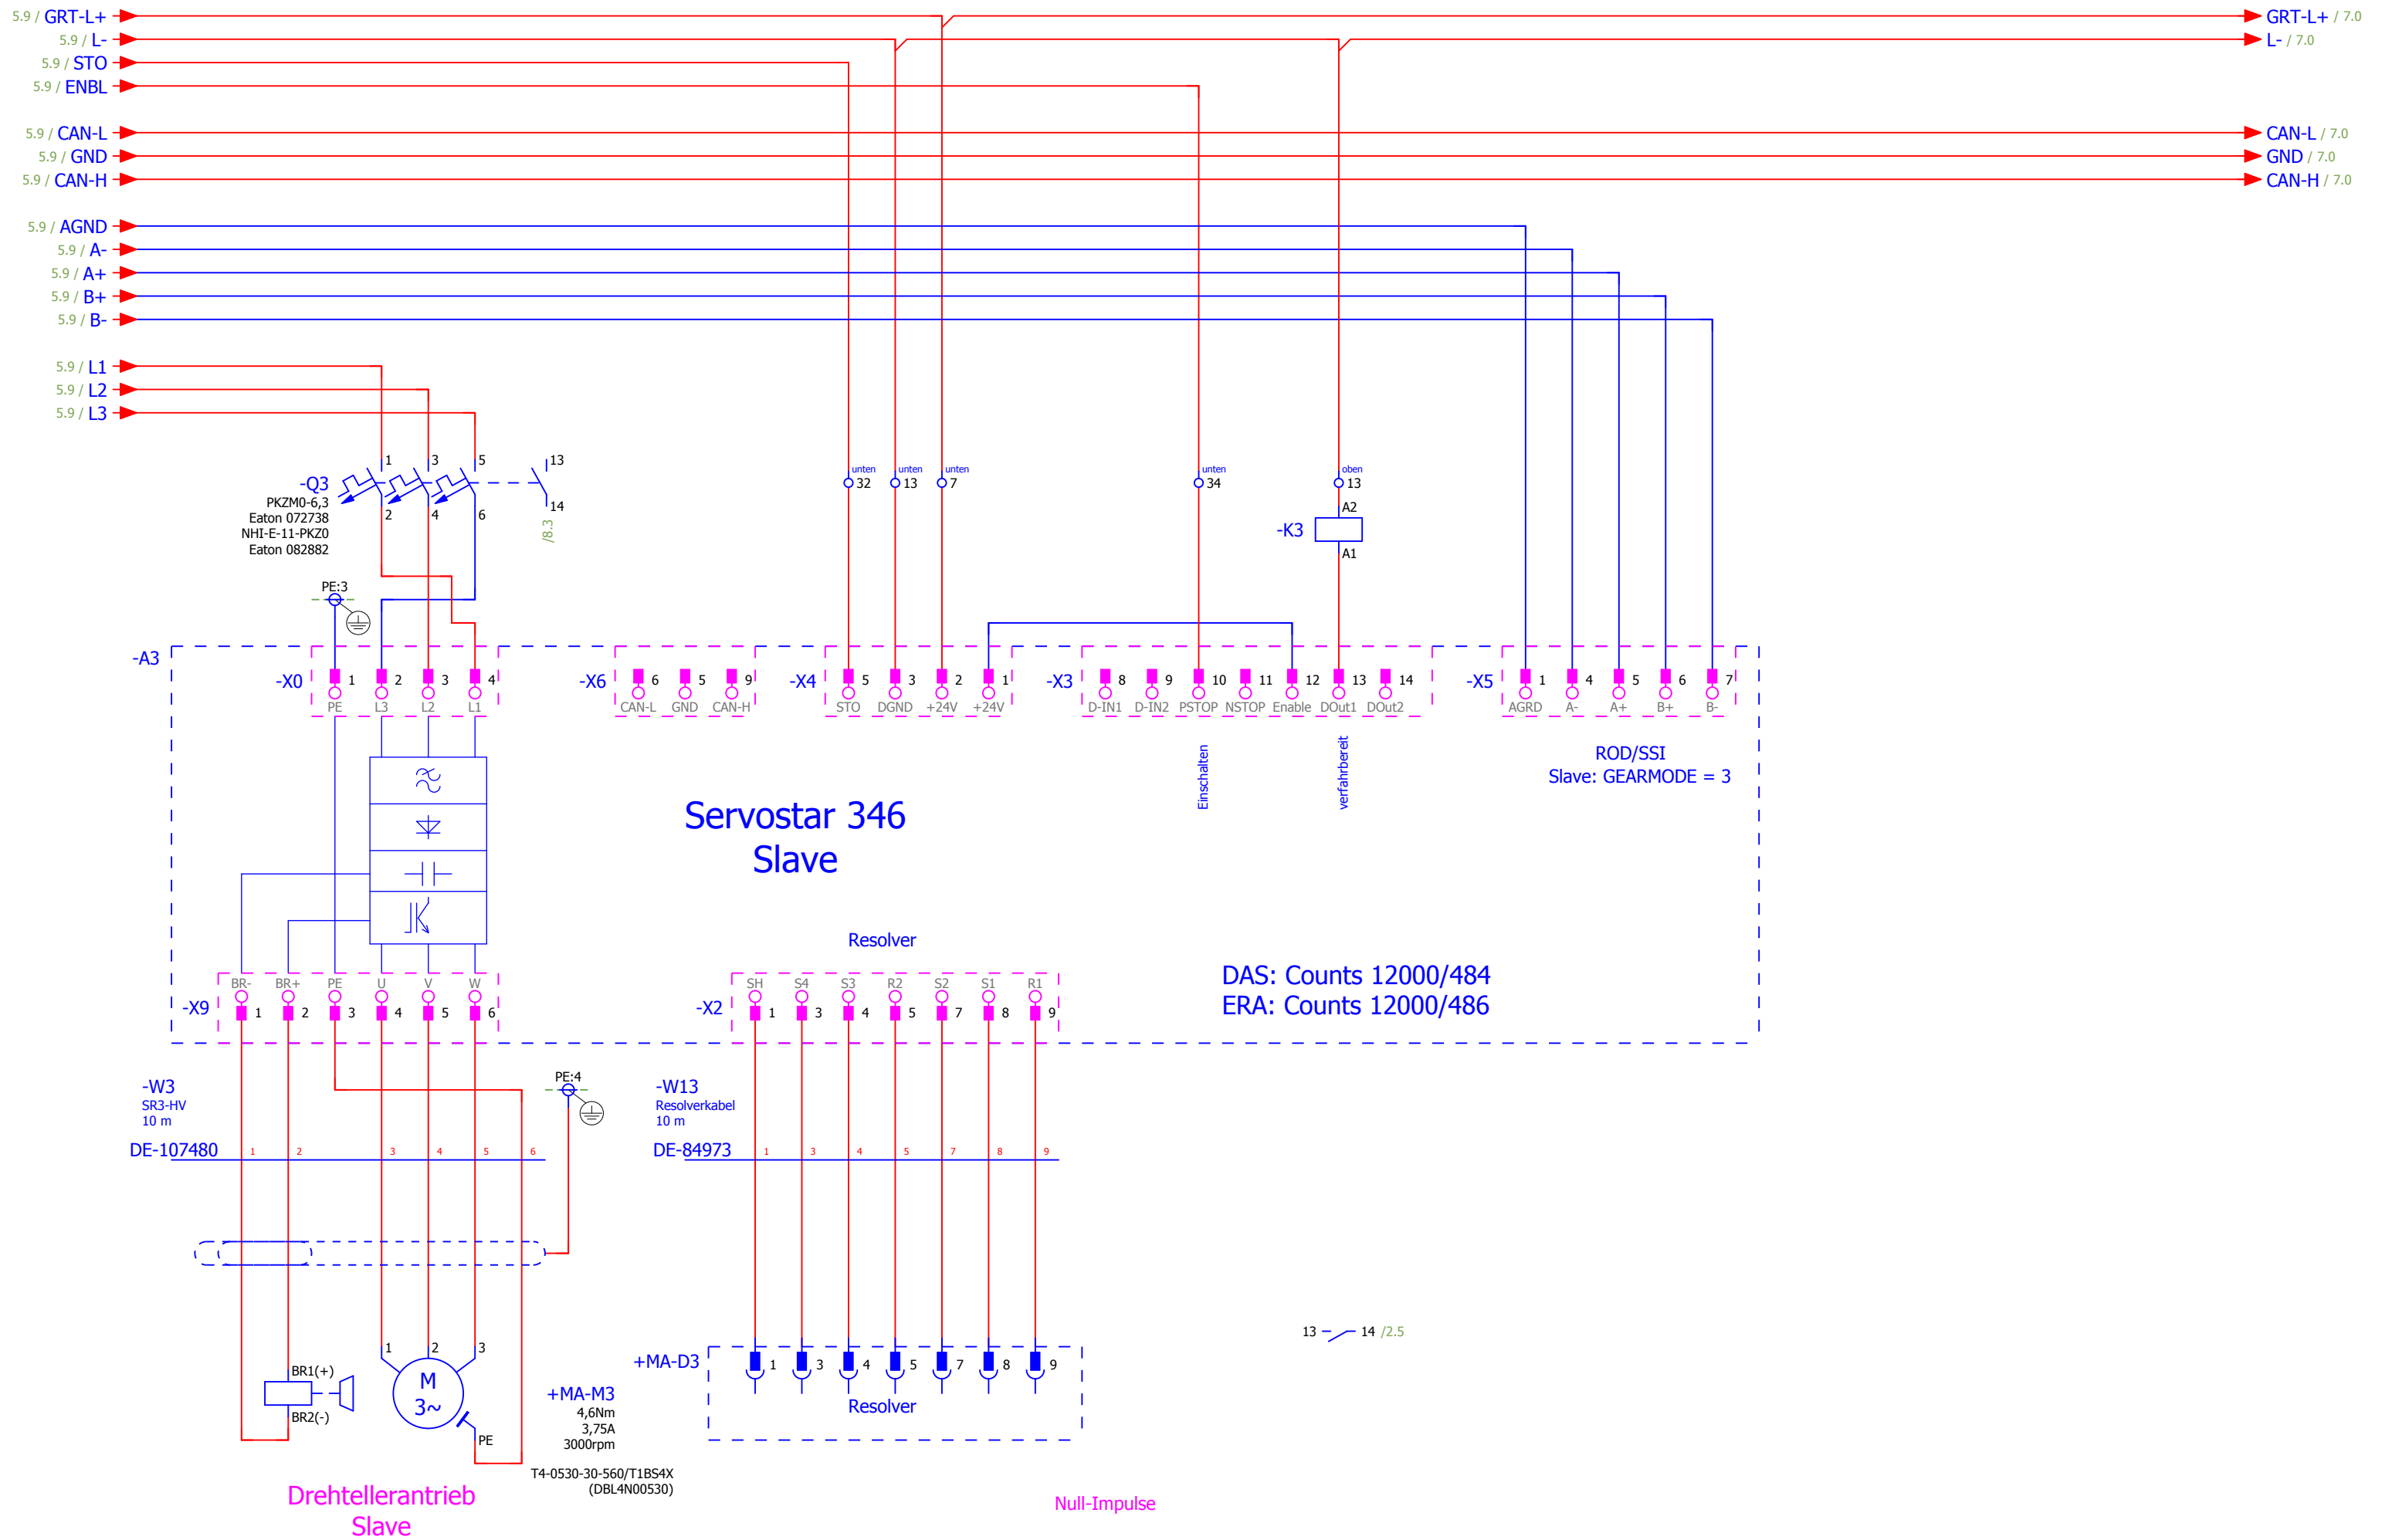 5.9 / GRT-L+
GRT-L+ / 7.0
5.9 / L-
L- / 7.0
5.9 / STO
5.9 / ENBL
5.9 / CAN-L
CAN-L / 7.0
5.9 / GND
GND / 7.0
5.9 / CAN-H
CAN-H / 7.0
5.9 / AGND
5.9 / A-
5.9 / A+
5.9 / B+
5.9 / B-
5.9 / L1
5.9 / L2
5.9 / L3
1 3 5 13
-Q3
PKZM0-6,3
Eaton 072738
NHI-E-11-PKZ0
Eaton 082882
2 4 6 14
/8.3
unten unten unten unten oben
32 13 7 34 13
A2
-K3
A1
PE:3
-A3
-X0 1 2 3 4
PE L3 L2 L1
-X6 6 5 9
CAN-L GND CAN-H
-X4 5 3 2 1
STO DGND +24V +24V
-X3 8 9 10 11 12 13 14
D-IN1 D-IN2 PSTOP NSTOP Enable DOut1 DOut2
-X5 1 4 5 6 7
AGRD A- A+ B+ B-
Einschalten
verfahrbereit
ROD/SSI
Slave: GEARMODE = 3
Servostar 346
Slave
Resolver
DAS: Counts 12000/484
ERA: Counts 12000/486
BR- BR+ PE U V W
-X9 1 2 3 4 5 6
SH S4 S3 R2 S2 S1 R1
-X2 1 3 4 5 7 8 9
-W3
SR3-HV
10 m
DE-107480 1 2 3 4 5 6
PE:4
-W13
Resolverkabel
10 m
DE-84973 1 3 4 5 7 8 9
13 14 /2.5
1 2 3
BR1(+)
BR2(-)
M
3~
PE
+MA-M3
4,6Nm
3,75A
3000rpm
T4-0530-30-560/T1BS4X
(DBL4N00530)
+MA-D3 1 3 4 5 7 8 9
Resolver
Drehtellerantrieb
Slave
Null-Impulse